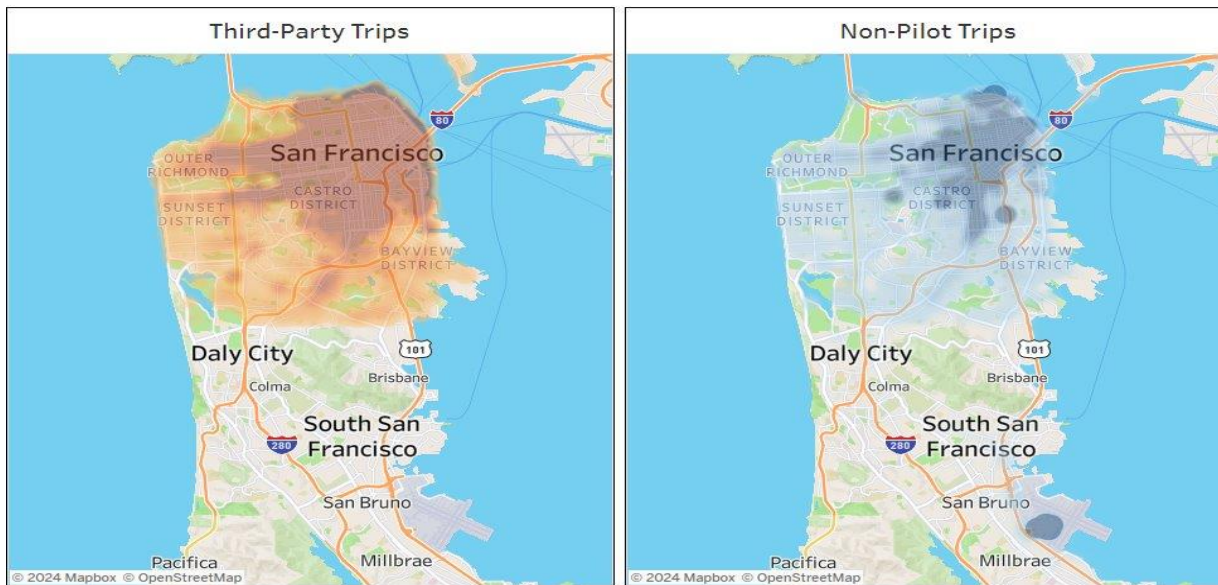 Third-Party Trips
80
San Francisco
OUTER
RICHMOND
CASTRO
DISTRICT
SUNSET
DISTRICT
BAYVIEW
DISTRICT
Daly City
101
Colma
Brisbane
South San
Francisco
280
San Bruno
Pacifica
Millbrae
© 2024 Mapbox © OpenStreetMap
Non-Pilot Trips
80
San Francisco
OUTER
RICHMOND
CASTRO
DISTRICT
SUNSET
DISTRICT
BAYVIEW
DISTRICT
Daly City
101
Colma
Brisbane
South San
Francisco
280
San Bruno
Pacifica
Millbrae
© 2024 Mapbox © OpenStreetMap